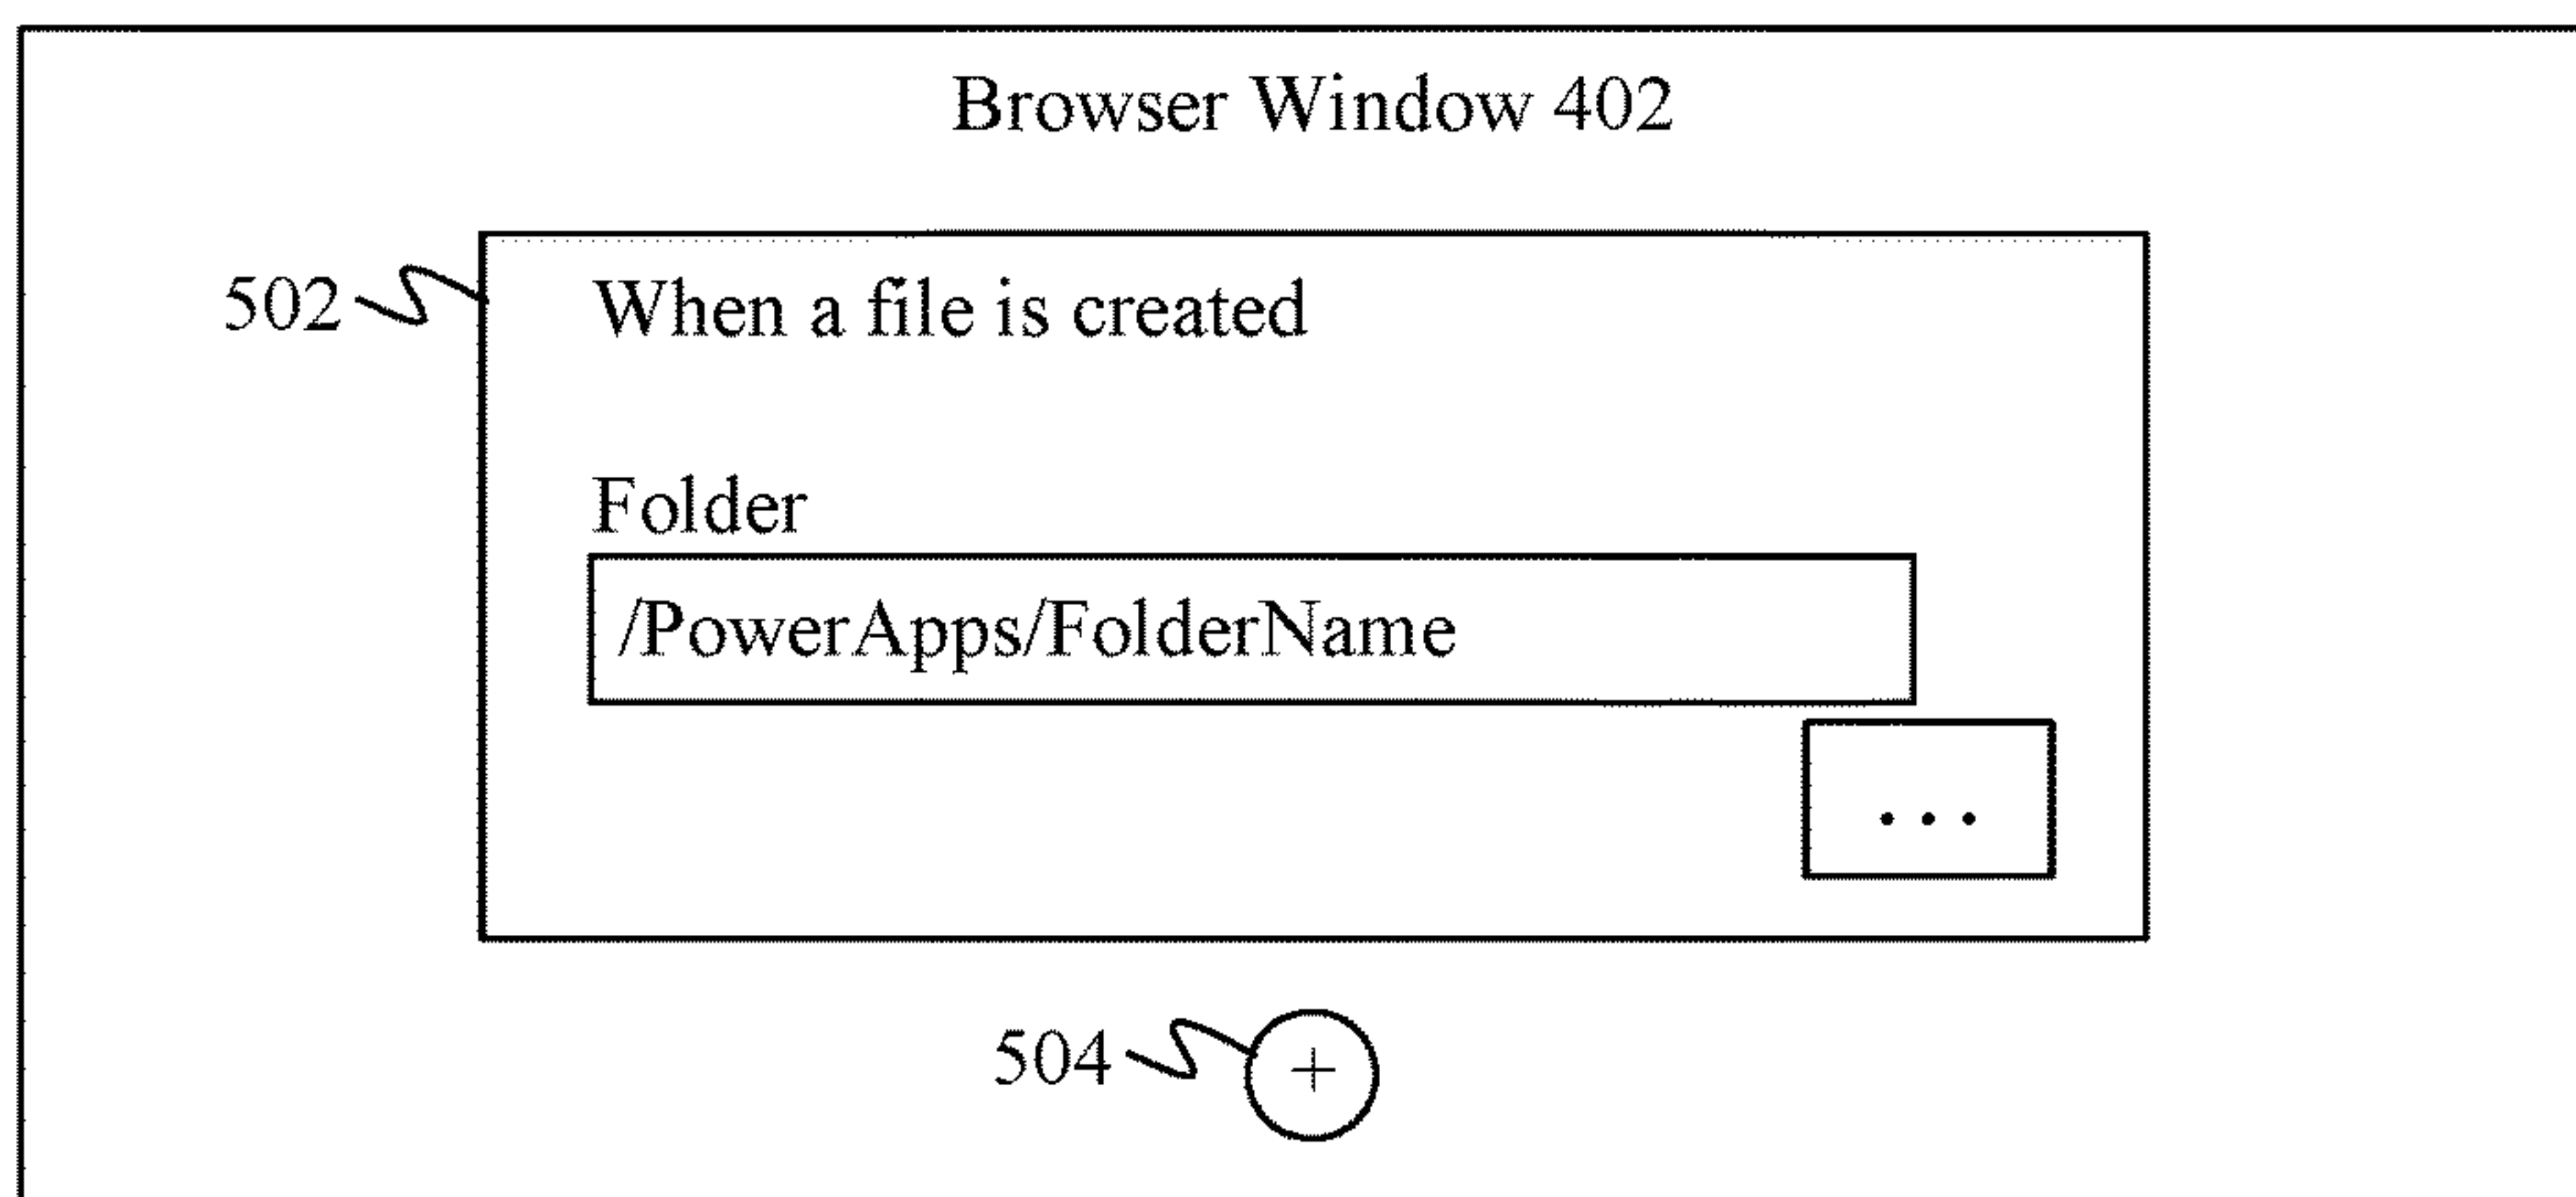 Browser Window 402
502
When a file is created
Folder
/PowerApps/FolderName
...
504
+